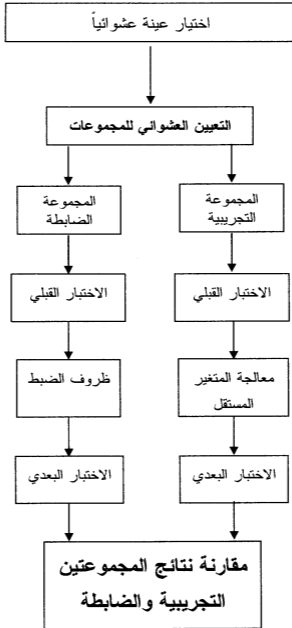 اختيار عينة عشوائياً
التعيين العشوائي للمجموعات
المجموعة
التجريبية
المجموعة
الضابطة
الاختبار القبلي
الاختبار القبلي
معالجة المتغير
المستقل
ظروف الضبط
الاختبار البعدي
الاختبار البعدي
مقارنة نتائج المجموعتين
التجريبية والضابطة